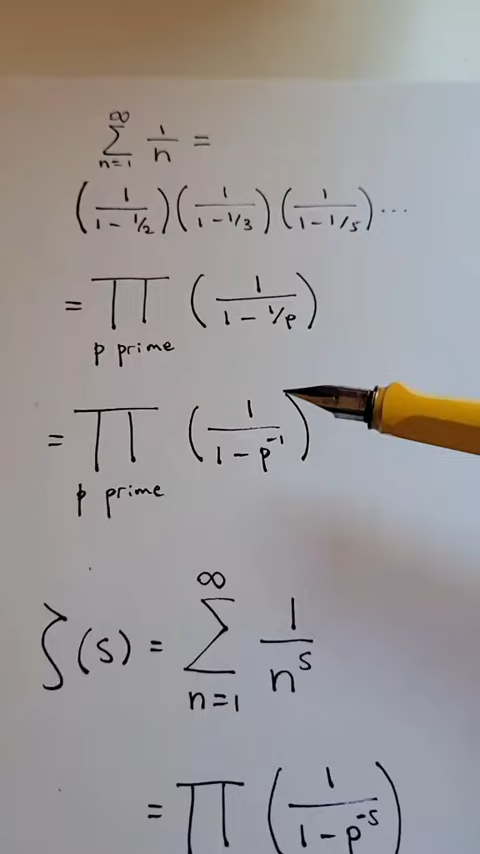 ∞
∑ 1/n =
n=1
(1/(1 - 1/2))(1/(1 - 1/3))(1/(1 - 1/5))...
= ∏ (1/(1 - 1/p))
p prime
= ∏ (1/(1 - p⁻¹))
p prime
∞
ζ(s) = ∑ 1/nˢ
n=1
= ∏ (1/(1 - p⁻ˢ))